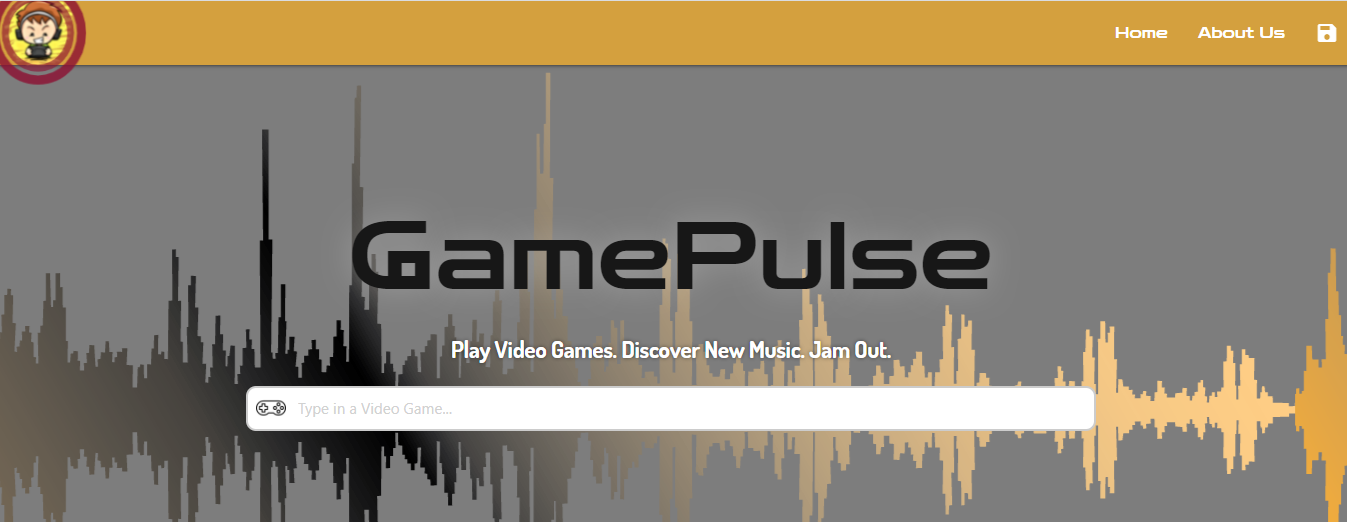 Home About Us
GamePulse
Play Video Games. Discover New Music. Jam Out.
Type in a Video Game...